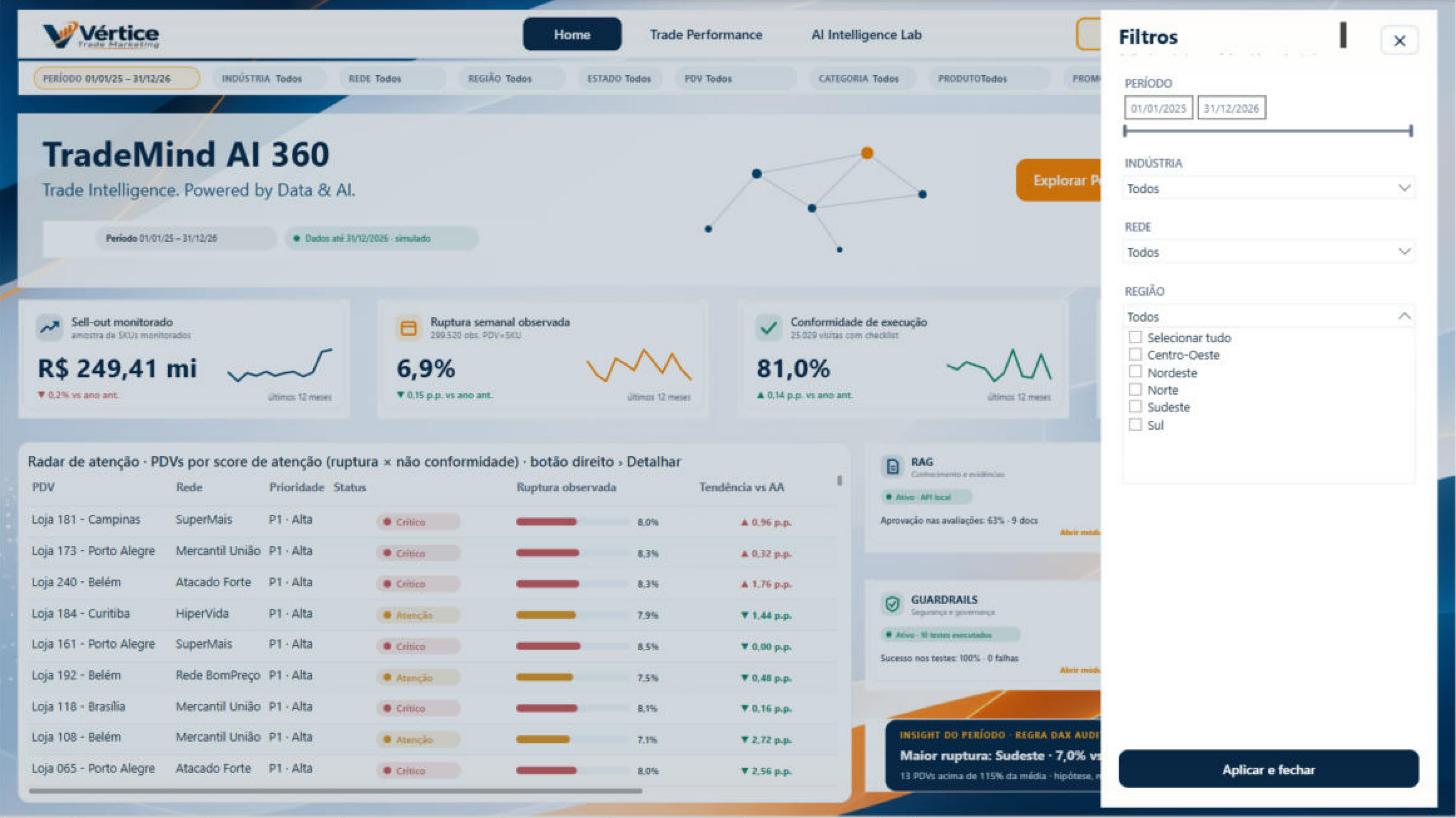 Vértice
Trade Marketing
Home
Trade Performance
AI Intelligence Lab
PERÍODO 01/01/25 – 31/12/26
INDÚSTRIA Todos
REDE Todos
REGIÃO Todos
ESTADO Todos
PDV Todos
CATEGORIA Todos
PRODUTOTodos
PROM
TradeMind AI 360
Trade Intelligence. Powered by Data & AI.
Período 01/01/25 – 31/12/26
Dados até 31/12/2026 · simulado
Explorar P
Sell-out monitorado
amostra de SKUs monitorados
R$ 249,41 mi
▼ 0,2% vs ano ant.
últimos 12 meses
Ruptura semanal observada
299.520 obs. PDV×SKU
6,9%
▼ 0,15 p.p. vs ano ant.
últimos 12 meses
Conformidade de execução
25.029 visitas com checklist
81,0%
▲ 0,14 p.p. vs ano ant.
últimos 12 meses
Radar de atenção · PDVs por score de atenção (ruptura × não conformidade) · botão direito › Detalhar
PDV Rede Prioridade Status Ruptura observada Tendência vs AA
Loja 181 - Campinas SuperMais P1 · Alta Crítico 8,0% ▲ 0,96 p.p.
Loja 173 - Porto Alegre Mercantil União P1 · Alta Crítico 8,3% ▲ 0,32 p.p.
Loja 240 - Belém Atacado Forte P1 · Alta Crítico 8,3% ▲ 1,76 p.p.
Loja 184 - Curitiba HiperVida P1 · Alta Atenção 7,9% ▼ 1,44 p.p.
Loja 161 - Porto Alegre SuperMais P1 · Alta Crítico 8,5% ▼ 0,00 p.p.
Loja 192 - Belém Rede BomPreço P1 · Alta Atenção 7,5% ▼ 0,48 p.p.
Loja 118 - Brasília Mercantil União P1 · Alta Crítico 8,1% ▼ 0,16 p.p.
Loja 108 - Belém Mercantil União P1 · Alta Atenção 7,1% ▼ 2,72 p.p.
Loja 065 - Porto Alegre Atacado Forte P1 · Alta Crítico 8,0% ▼ 2,56 p.p.
RAG
Conhecimento e evidências
Ativo · API local
Aprovação nas avaliações: 63% · 9 docs
Abrir módu
GUARDRAILS
Segurança e governança
Ativo · 10 testes executados
Sucesso nos testes: 100% · 0 falhas
Abrir módu
INSIGHT DO PERÍODO · REGRA DAX AUDI
Maior ruptura: Sudeste · 7,0% vs
13 PDVs acima de 115% da média · hipótese, n
Filtros
PERÍODO
01/01/2025
31/12/2026
INDÚSTRIA
Todos
REDE
Todos
REGIÃO
Todos
Selecionar tudo
Centro-Oeste
Nordeste
Norte
Sudeste
Sul
Aplicar e fechar